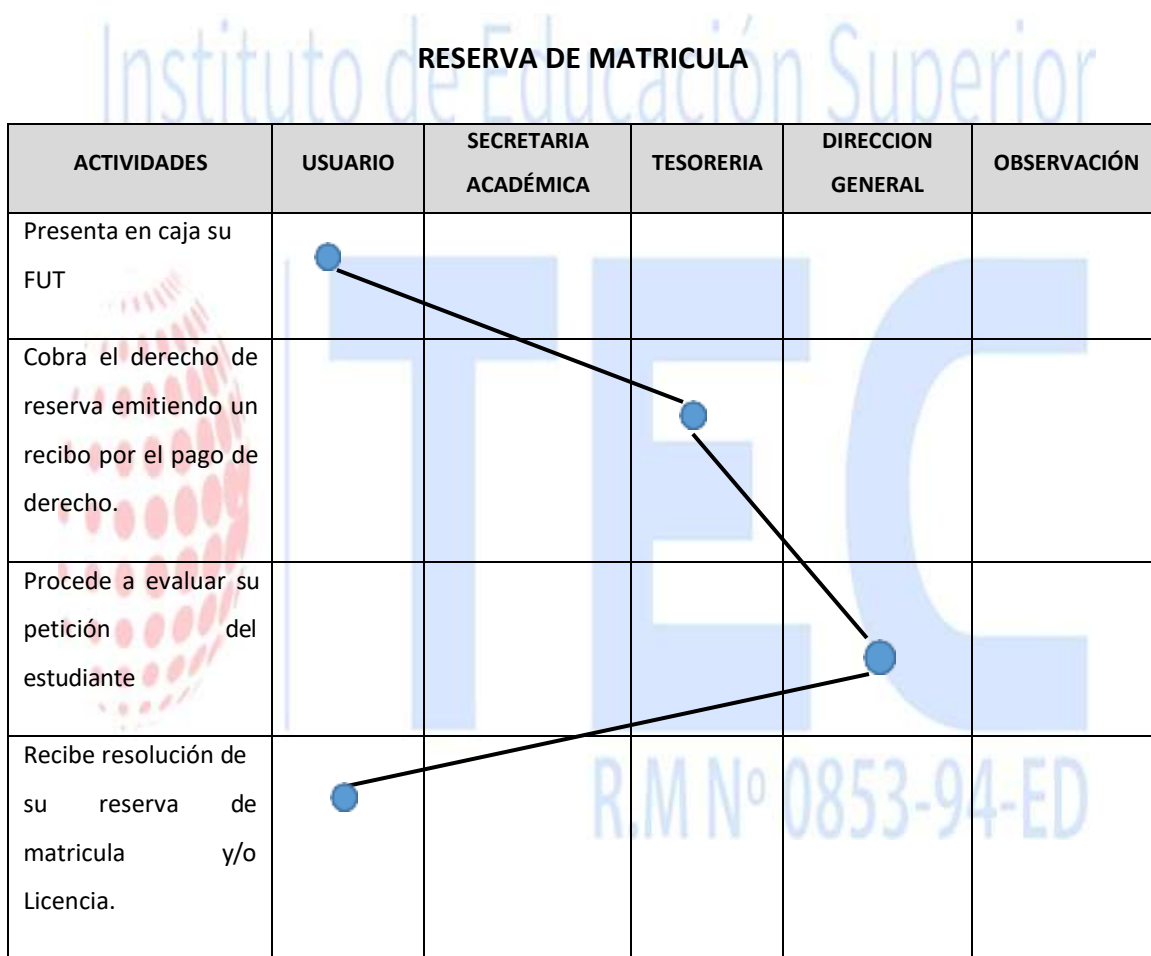 Instituto de Educación Superior
RESERVA DE MATRICULA
ACTIVIDADES
USUARIO
SECRETARIA
ACADÉMICA
TESORERIA
DIRECCION
GENERAL
OBSERVACIÓN
Presenta en caja su
FUT
Cobra el derecho de
reserva emitiendo un
recibo por el pago de
derecho.
Procede a evaluar su
petición del
estudiante
Recibe resolución de
su reserva de
matricula y/o
Licencia.
TEC
R.M Nº 0853-94-ED